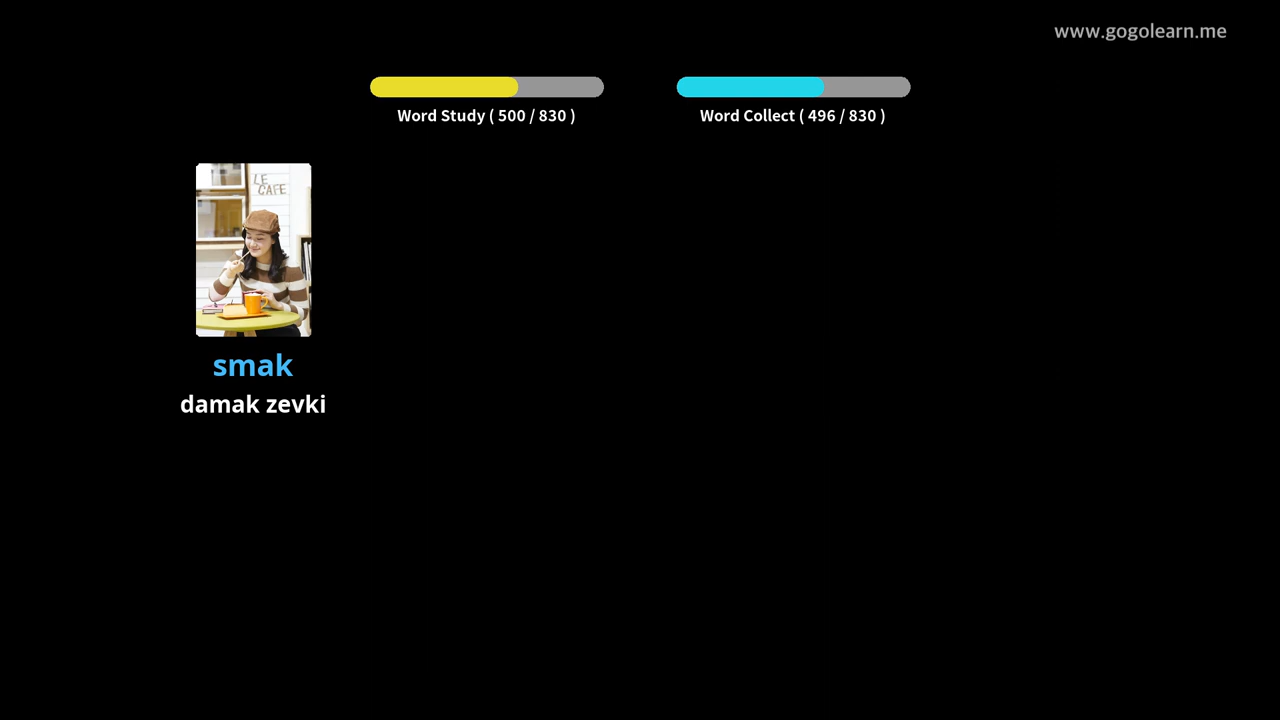 www.gogolearn.me
Word Study ( 500 / 830 )
Word Collect ( 496 / 830 )
LE
CAFE
smak
damak zevki